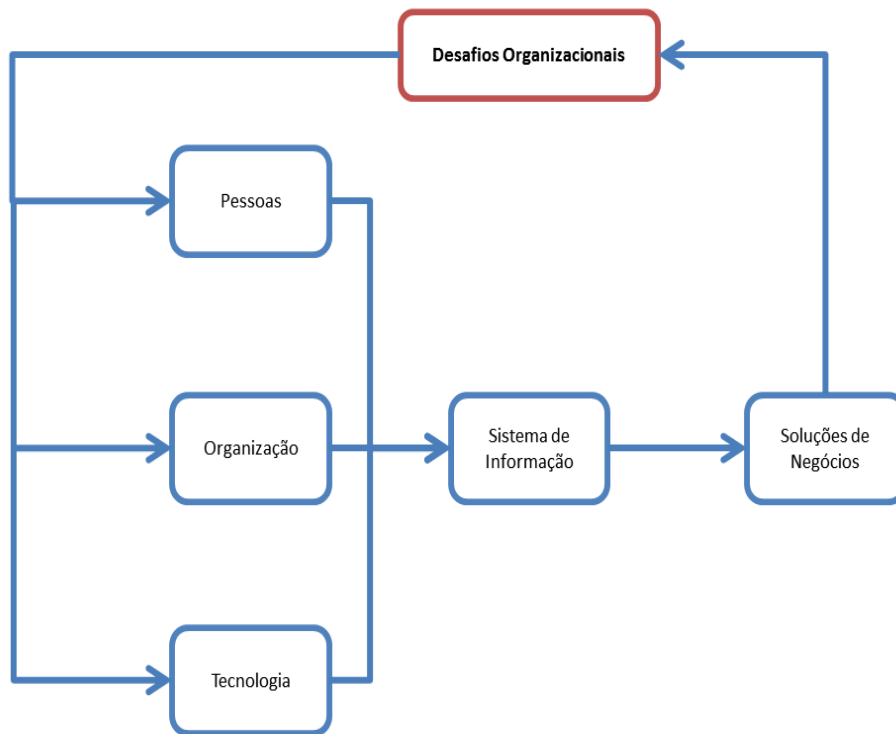 Desafios Organizacionais
Pessoas
Organização
Sistema de
Informação
Soluções de
Negócios
Tecnologia